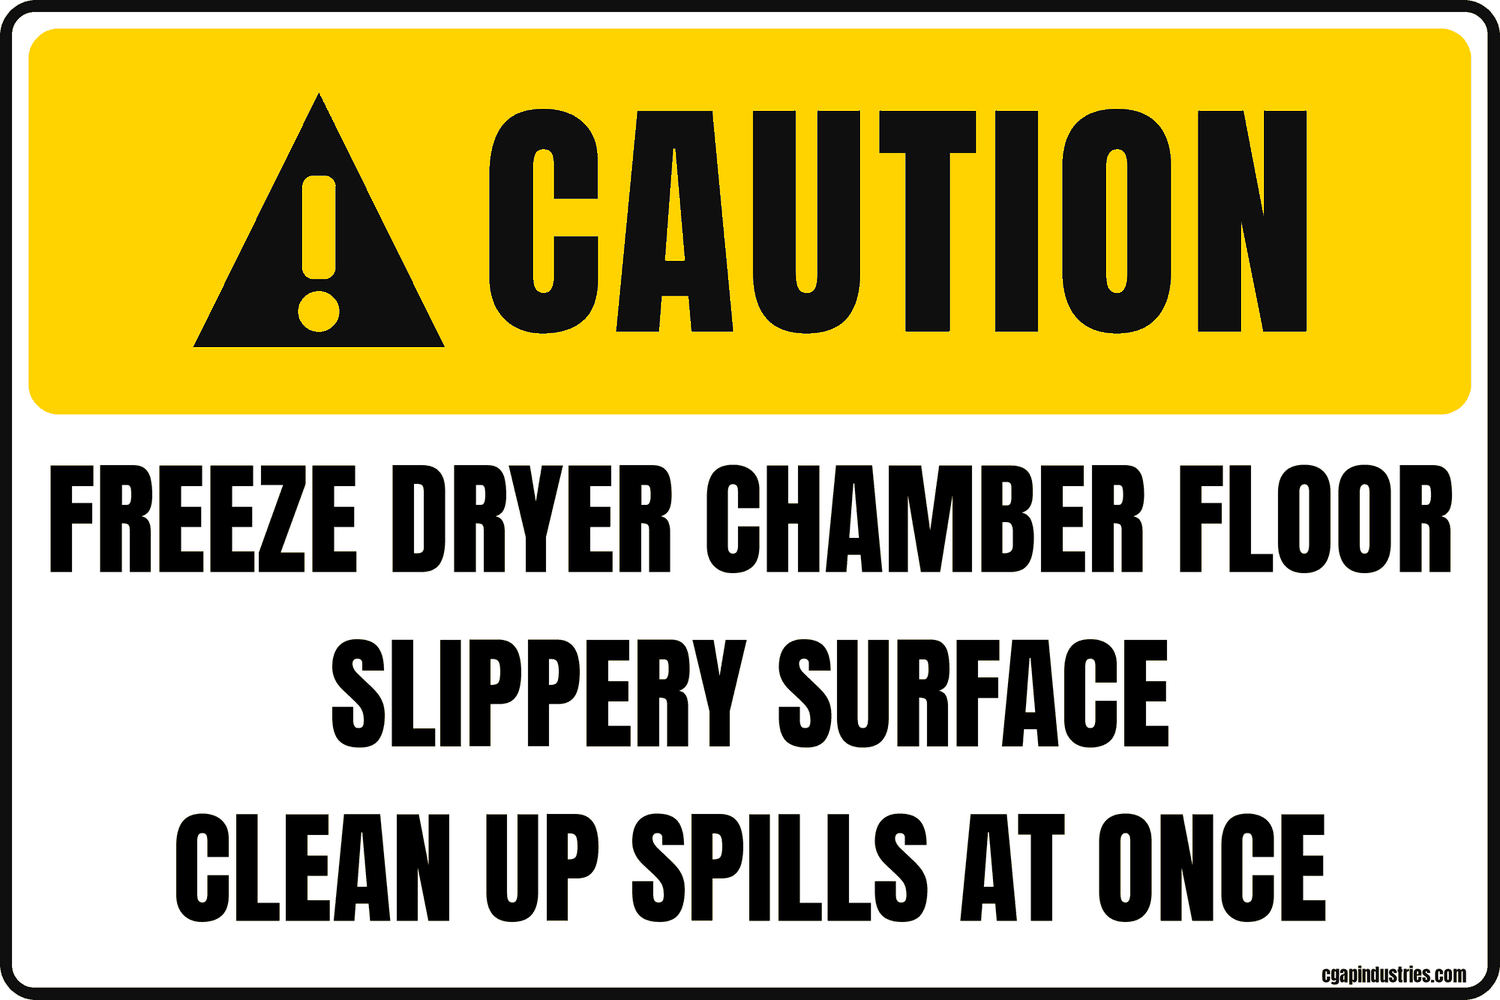 CAUTION
FREEZE DRYER CHAMBER FLOOR
SLIPPERY SURFACE
CLEAN UP SPILLS AT ONCE
cgapindustries.com